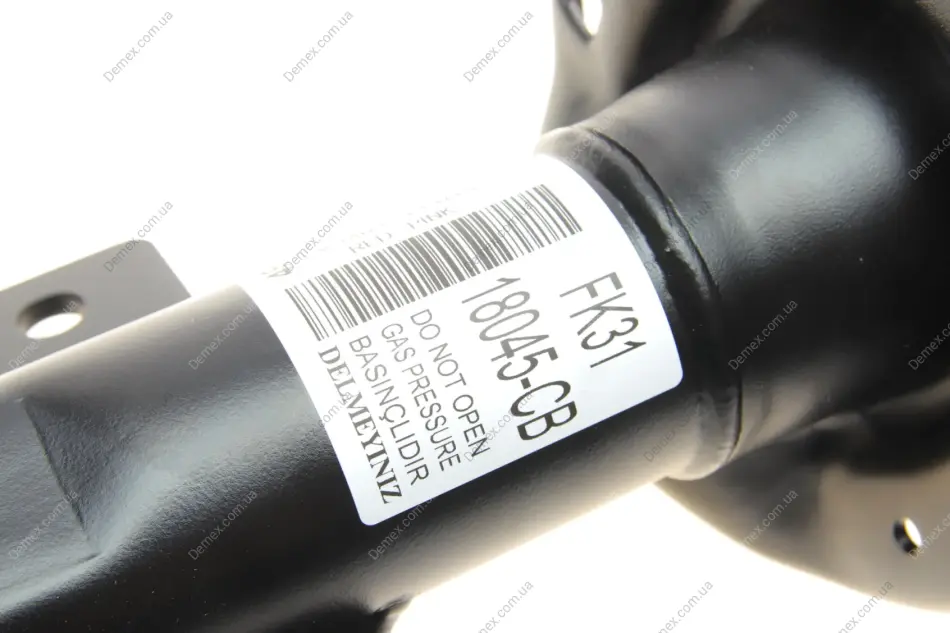 FK31
18045-CB
DO NOT OPEN
GAS PRESSURE
BASINÇLIDIR
DELMEYINIZ
Demex.com.ua